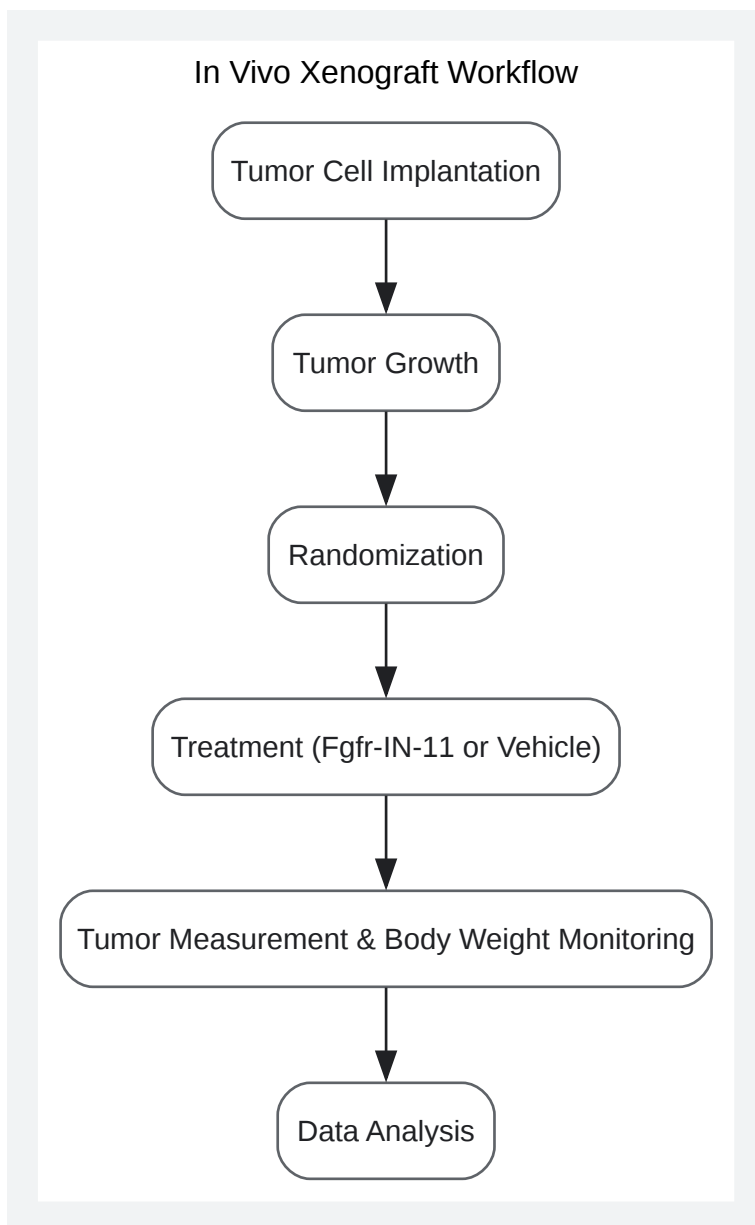 In Vivo Xenograft Workflow
Tumor Cell Implantation
Tumor Growth
Randomization
Treatment (Fgfr-IN-11 or Vehicle)
Tumor Measurement & Body Weight Monitoring
Data Analysis